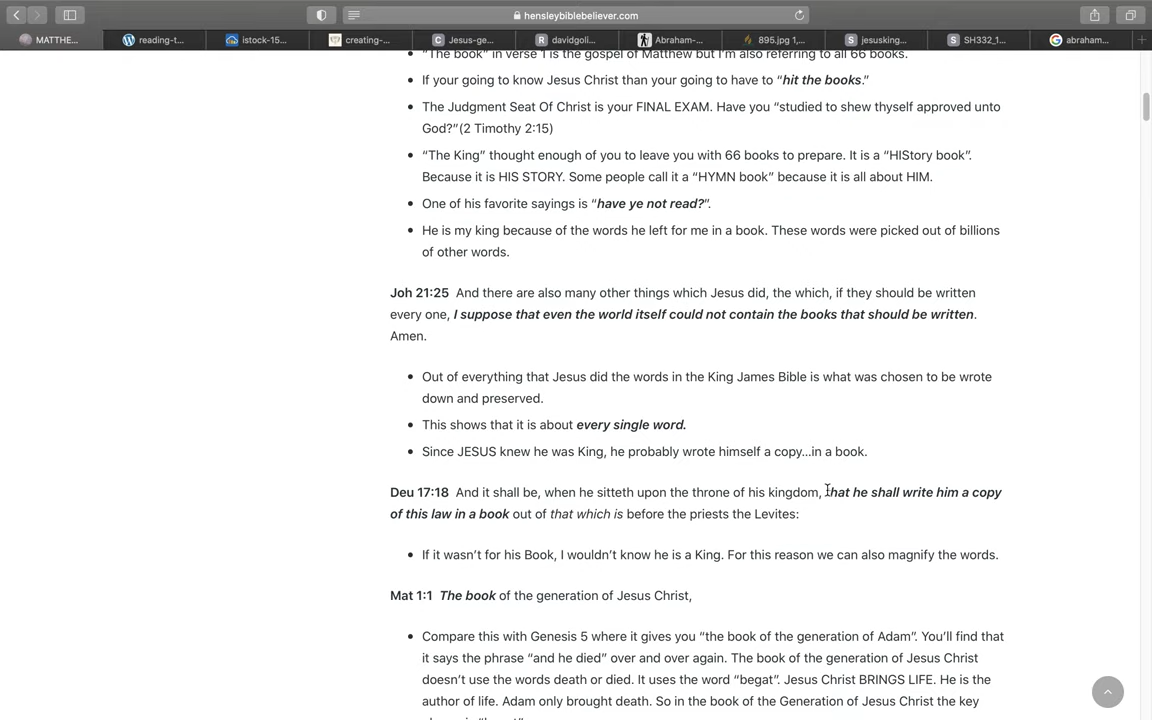 hensleybiblebeliever.com
MATTHE...
reading-t...
istock-15...
creating-...
Jesus-ge...
davidgoli...
Abraham-...
895.jpg 1,...
jesusking...
SH332_1...
abraham...
"The book" in verse 1 is the gospel of Matthew but I'm also referring to all 66 books.
If your going to know Jesus Christ than your going to have to "hit the books."
The Judgment Seat Of Christ is your FINAL EXAM. Have you "studied to shew thyself approved unto
God?"(2 Timothy 2:15)
"The King" thought enough of you to leave you with 66 books to prepare. It is a "HIStory book".
Because it is HIS STORY. Some people call it a "HYMN book" because it is all about HIM.
One of his favorite sayings is "have ye not read?".
He is my king because of the words he left for me in a book. These words were picked out of billions
of other words.
Joh 21:25 And there are also many other things which Jesus did, the which, if they should be written
every one, I suppose that even the world itself could not contain the books that should be written.
Amen.
Out of everything that Jesus did the words in the King James Bible is what was chosen to be wrote
down and preserved.
This shows that it is about every single word.
Since JESUS knew he was King, he probably wrote himself a copy...in a book.
Deu 17:18 And it shall be, when he sitteth upon the throne of his kingdom, that he shall write him a copy
of this law in a book out of that which is before the priests the Levites:
If it wasn't for his Book, I wouldn't know he is a King. For this reason we can also magnify the words.
Mat 1:1 The book of the generation of Jesus Christ,
Compare this with Genesis 5 where it gives you "the book of the generation of Adam". You'll find that
it says the phrase "and he died" over and over again. The book of the generation of Jesus Christ
doesn't use the words death or died. It uses the word "begat". Jesus Christ BRINGS LIFE. He is the
author of life. Adam only brought death. So in the book of the Generation of Jesus Christ the key